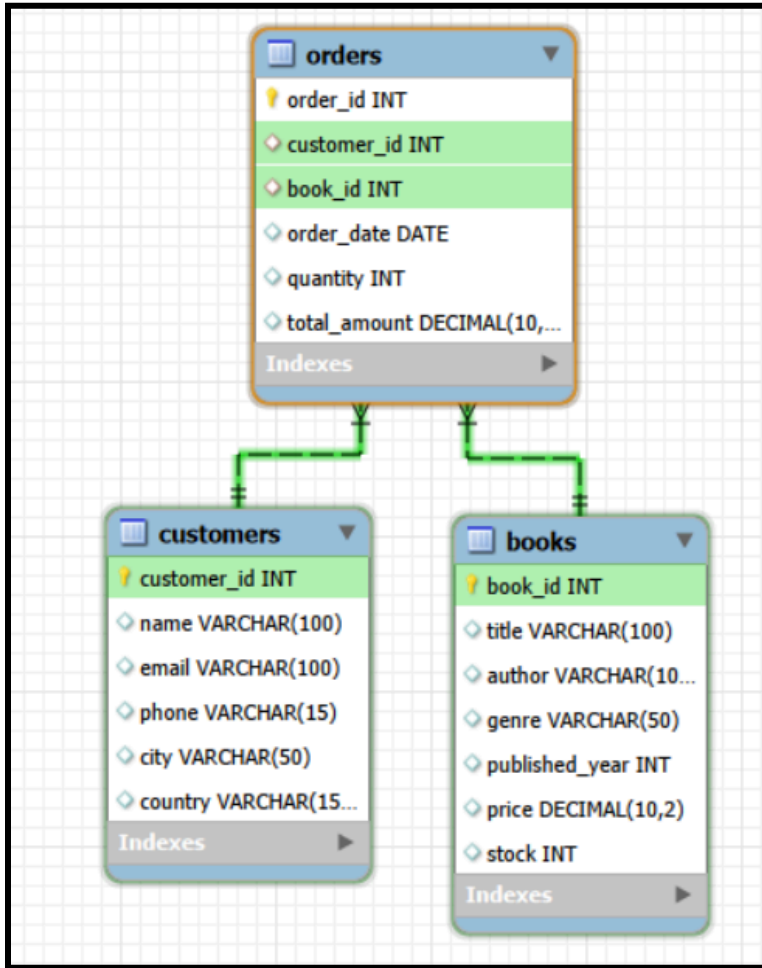 orders
order_id INT
customer_id INT
book_id INT
order_date DATE
quantity INT
total_amount DECIMAL(10,...
Indexes
customers
customer_id INT
name VARCHAR(100)
email VARCHAR(100)
phone VARCHAR(15)
city VARCHAR(50)
country VARCHAR(15...
Indexes
books
book_id INT
title VARCHAR(100)
author VARCHAR(10...
genre VARCHAR(50)
published_year INT
price DECIMAL(10,2)
stock INT
Indexes